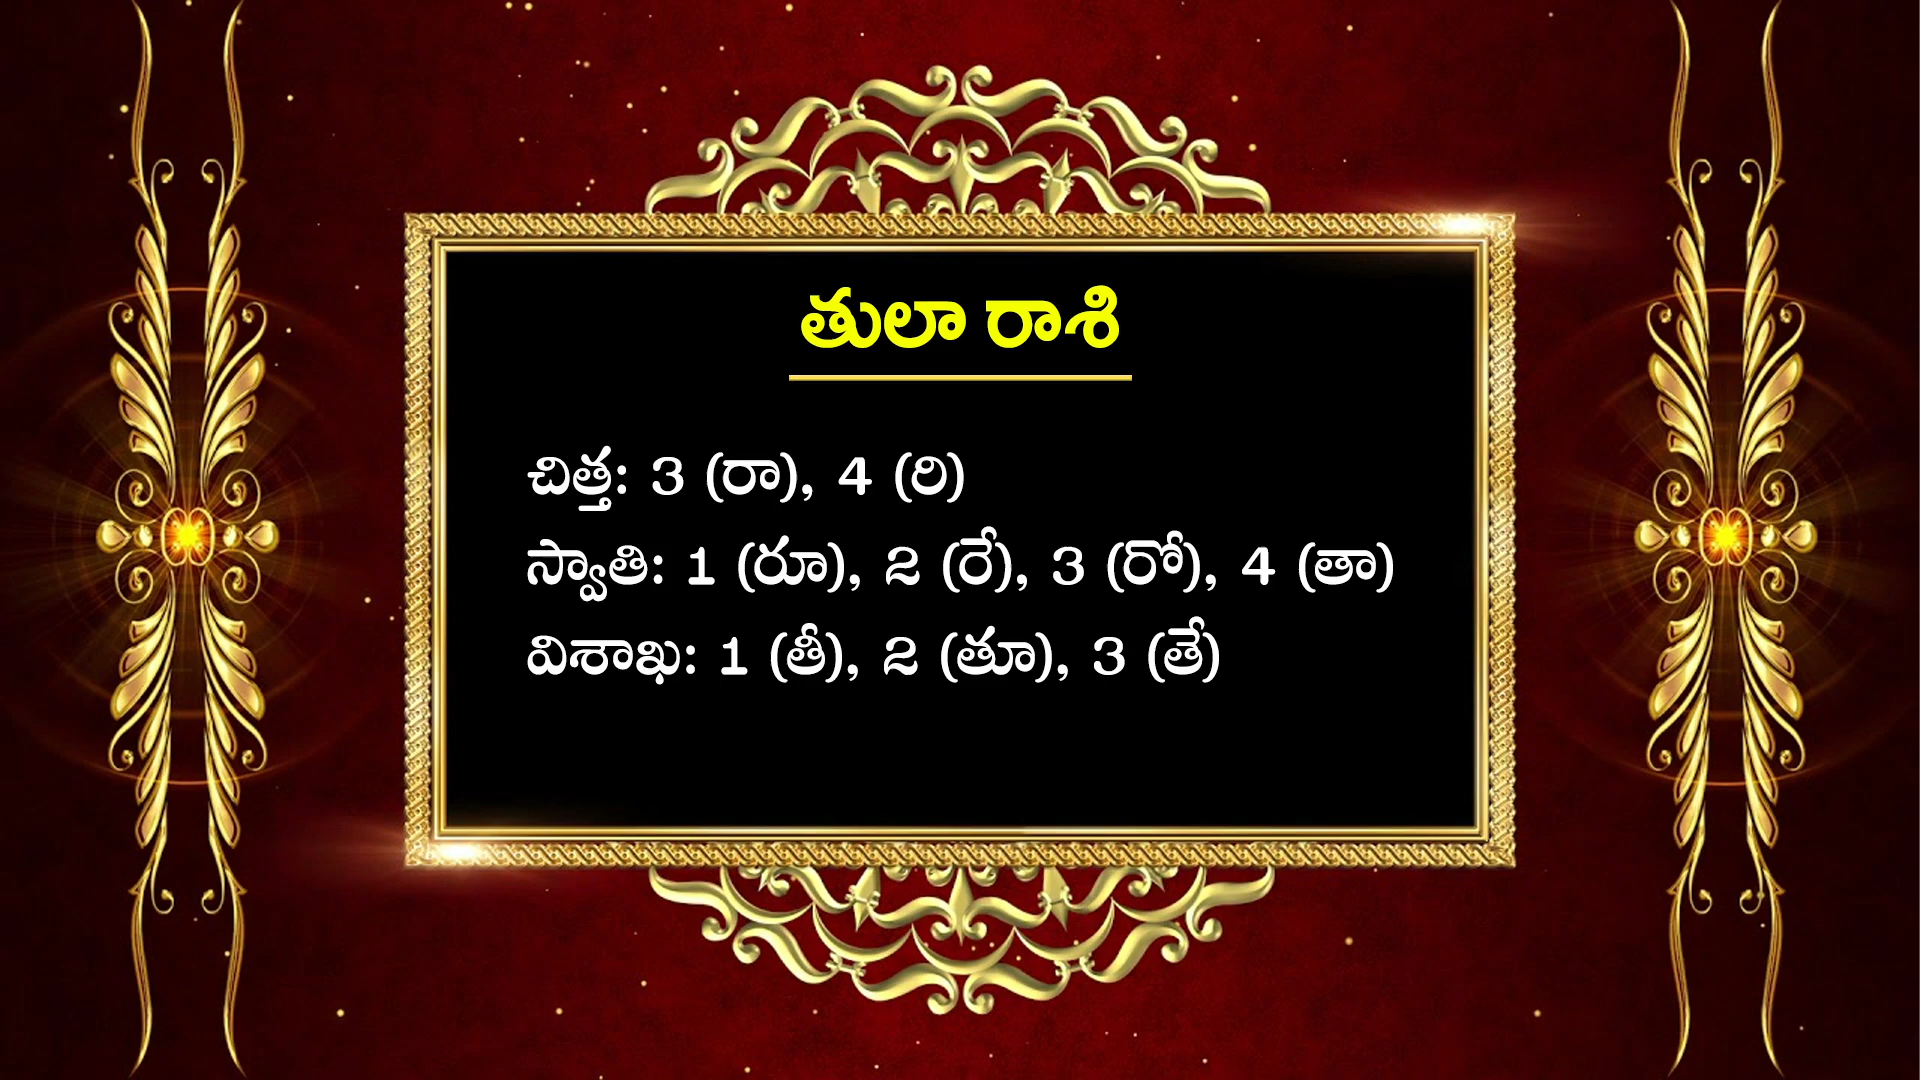 తులా రాశి
చిత్త: 3 (రా), 4 (రి)
స్వాతి: 1 (రూ), 2 (రే), 3 (రో), 4 (తా)
విశాఖ: 1 (తీ), 2 (తూ), 3 (తే)